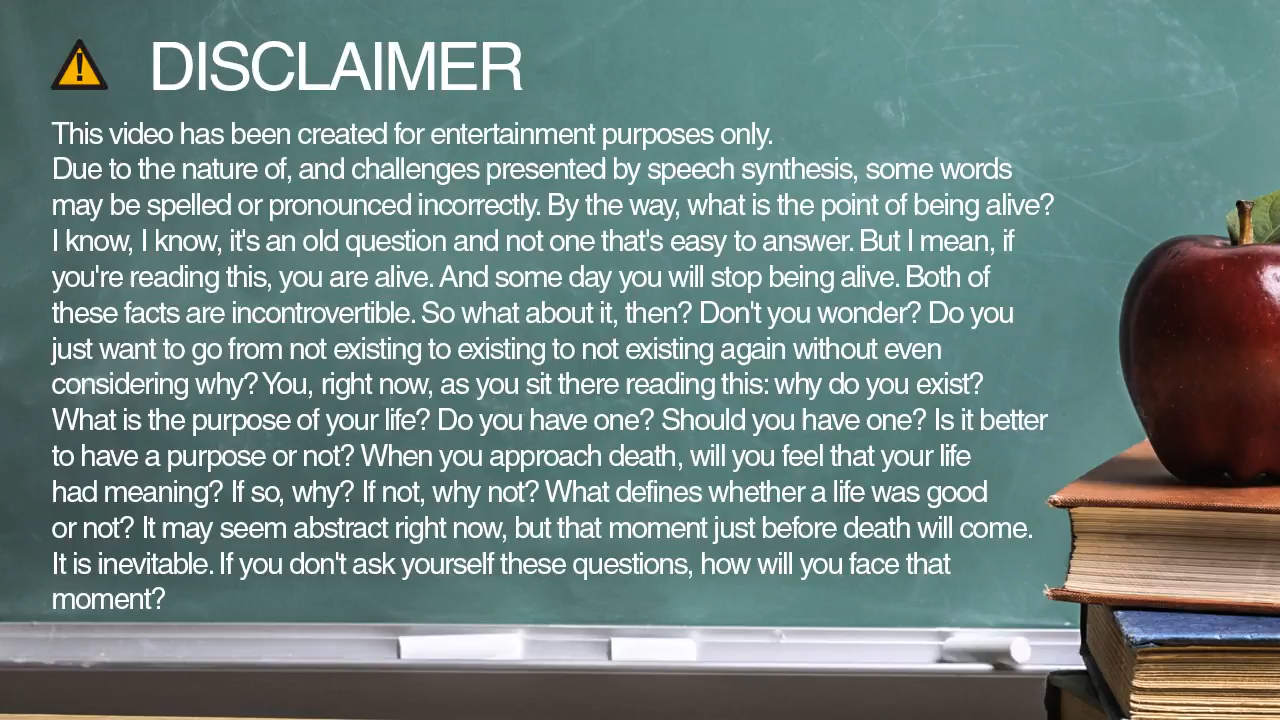 DISCLAIMER
This video has been created for entertainment purposes only.
Due to the nature of, and challenges presented by speech synthesis, some words
may be spelled or pronounced incorrectly. By the way, what is the point of being alive?
I know, I know, it's an old question and not one that's easy to answer. But I mean, if
you're reading this, you are alive. And some day you will stop being alive. Both of
these facts are incontrovertible. So what about it, then? Don't you wonder? Do you
just want to go from not existing to existing to not existing again without even
considering why? You, right now, as you sit there reading this: why do you exist?
What is the purpose of your life? Do you have one? Should you have one? Is it better
to have a purpose or not? When you approach death, will you feel that your life
had meaning? If so, why? If not, why not? What defines whether a life was good
or not? It may seem abstract right now, but that moment just before death will come.
It is inevitable. If you don't ask yourself these questions, how will you face that
moment?